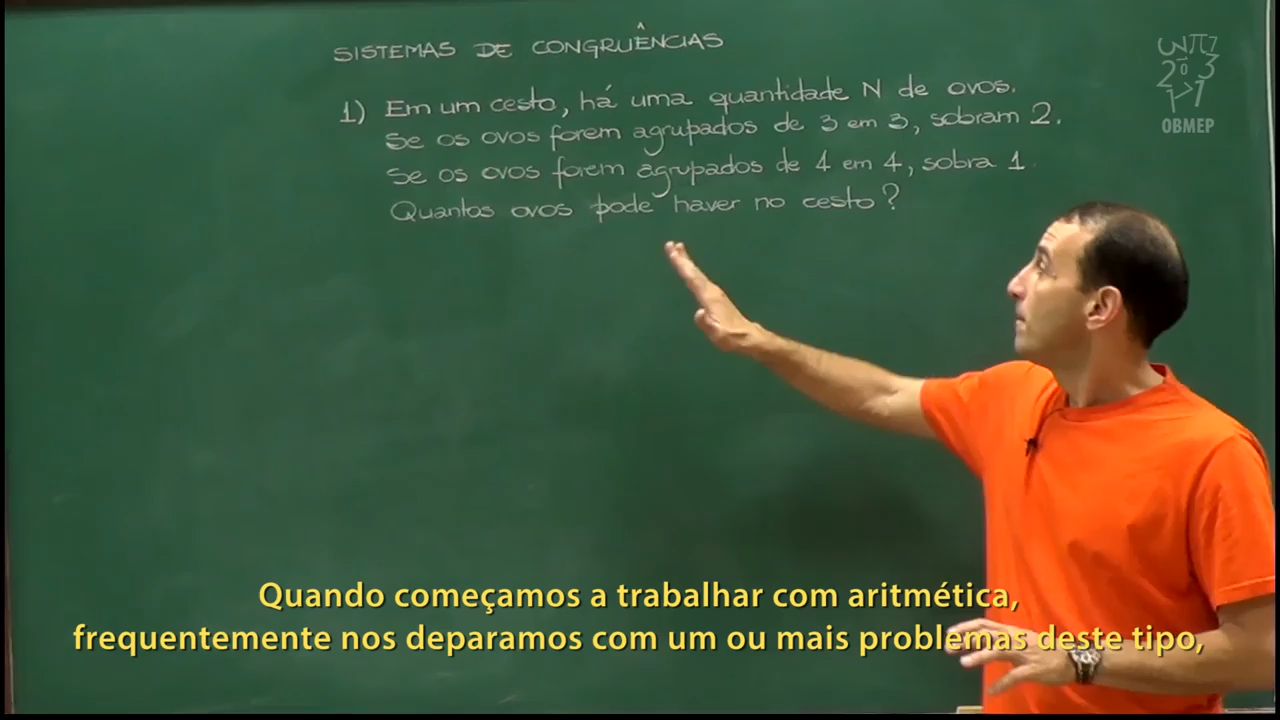 SISTEMAS DE CONGRUÊNCIAS
1) Em um cesto, há uma quantidade N de ovos.
Se os ovos forem agrupados de 3 em 3, sobram 2.
Se os ovos forem agrupados de 4 em 4, sobra 1.
Quantos ovos pode haver no cesto?
OBMEP
Quando começamos a trabalhar com aritmética,
frequentemente nos deparamos com um ou mais problemas deste tipo,